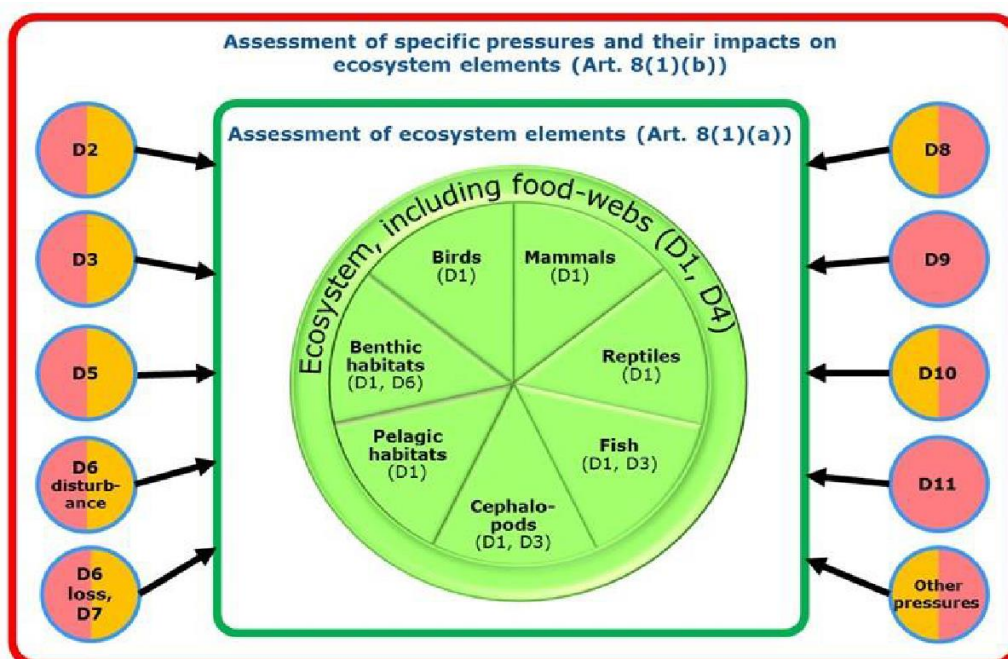 Assessment of specific pressures and their impacts on
ecosystem elements (Art. 8(1)(b))
Assessment of ecosystem elements (Art. 8(1)(a))
Ecosystem, including food-webs (D1, D4)
Birds
(D1)
Mammals
(D1)
Benthic
habitats
(D1, D6)
Reptiles
(D1)
Pelagic
habitats
(D1)
Fish
(D1, D3)
Cephalo-
pods
(D1, D3)
D2
D3
D5
D6
disturb-
ance
D6
loss,
D7
D8
D9
D10
D11
Other
pressures